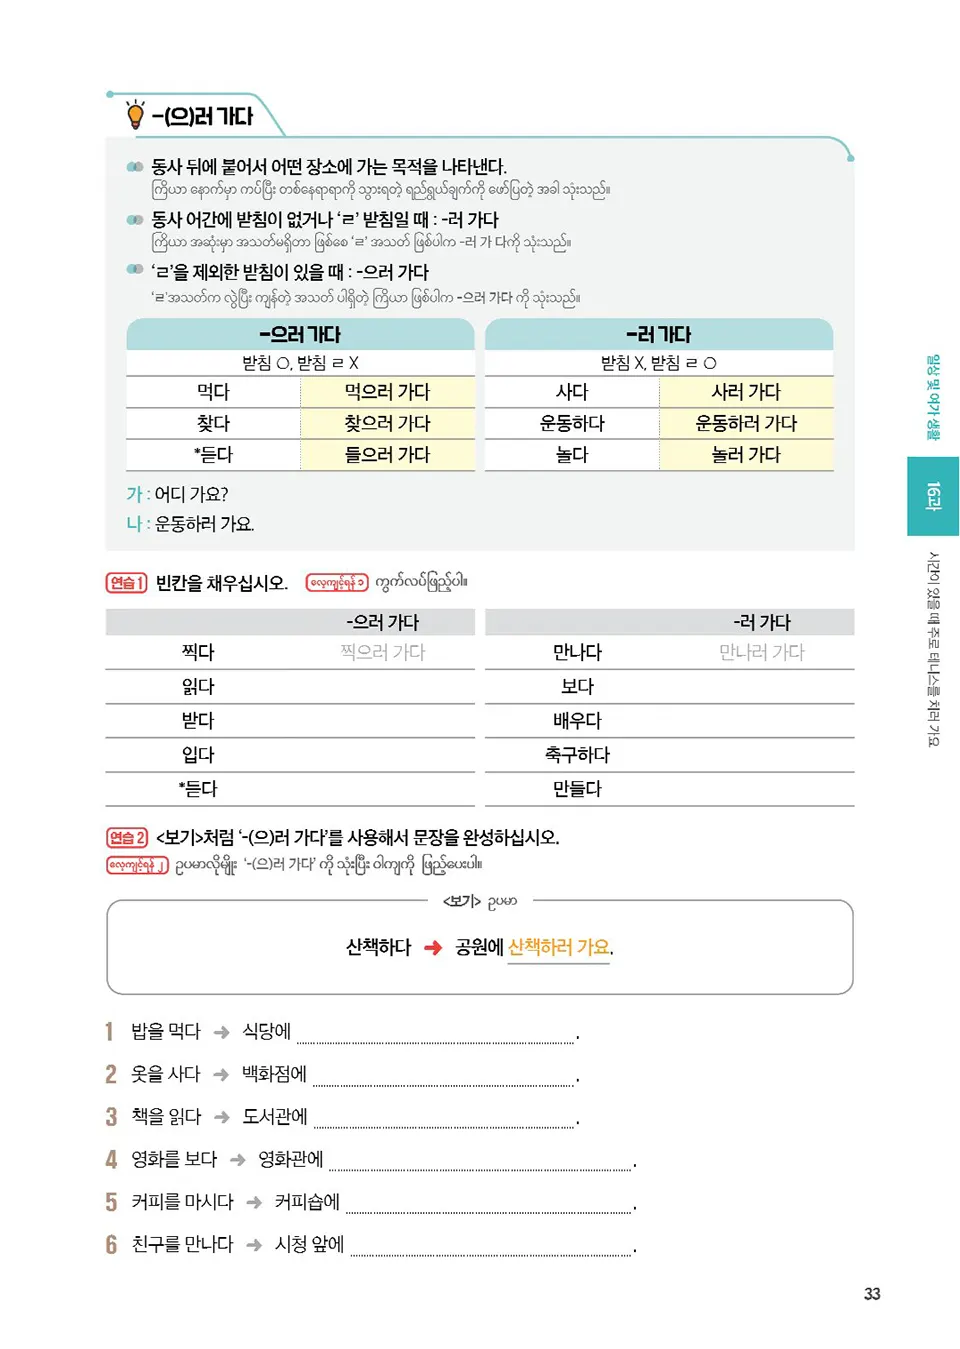 -(으)러 가다
동사 뒤에 붙어서 어떤 장소에 가는 목적을 나타낸다.
ကြိယာ နောက်မှာ ကပ်ပြီး တစ်နေရာရာကို သွားရတဲ့ ရည်ရွယ်ချက်ကို ဖော်ပြတဲ့ အခါ သုံးသည်။
동사 어간에 받침이 없거나 ‘ㄹ’ 받침일 때 : -러 가다
ကြိယာ အဆုံးမှာ အသတ်မရှိတာ ဖြစ်စေ ‘ㄹ’ အသတ် ဖြစ်ပါက -러 가 다ကို သုံးသည်။
‘ㄹ’을 제외한 받침이 있을 때 : -으러 가다
‘ㄹ’အသတ်က လွဲပြီး ကျန်တဲ့ အသတ် ပါရှိတဲ့ ကြိယာ ဖြစ်ပါက -으러 가다 ကို သုံးသည်။
-으러 가다 -러 가다
받침 O, 받침 ㄹ X 받침 X, 받침 ㄹ O
먹다 먹으러 가다 사다 사러 가다
찾다 찾으러 가다 운동하다 운동하러 가다
*듣다 들으러 가다 놀다 놀러 가다
가 : 어디 가요?
나 : 운동하러 가요.
연습 1 빈칸을 채우십시오. လေ့ကျင့်ရန် ၁ ကွက်လပ်ဖြည့်ပါ။
-으러 가다 -러 가다
찍다 찍으러 가다 만나다 만나러 가다
읽다 보다
받다 배우다
입다 축구하다
*듣다 만들다
연습 2 <보기>처럼 ‘-(으)러 가다’를 사용해서 문장을 완성하십시오.
လေ့ကျင့်ရန် ၂ ဥပမာလိုမျိုး ‘-(으)러 가다’ ကို သုံးပြီး ဝါကျကို ဖြည့်ပေးပါ။
<보기> ဥပမာ
산책하다 ➜ 공원에 산책하러 가요.
1 밥을 먹다 ➜ 식당에 .
2 옷을 사다 ➜ 백화점에 .
3 책을 읽다 ➜ 도서관에 .
4 영화를 보다 ➜ 영화관에 .
5 커피를 마시다 ➜ 커피숍에 .
6 친구를 만나다 ➜ 시청 앞에 .
일상 및 여가 생활
16과
시간이 있을 때 주로 테니스를 치러 가요
33